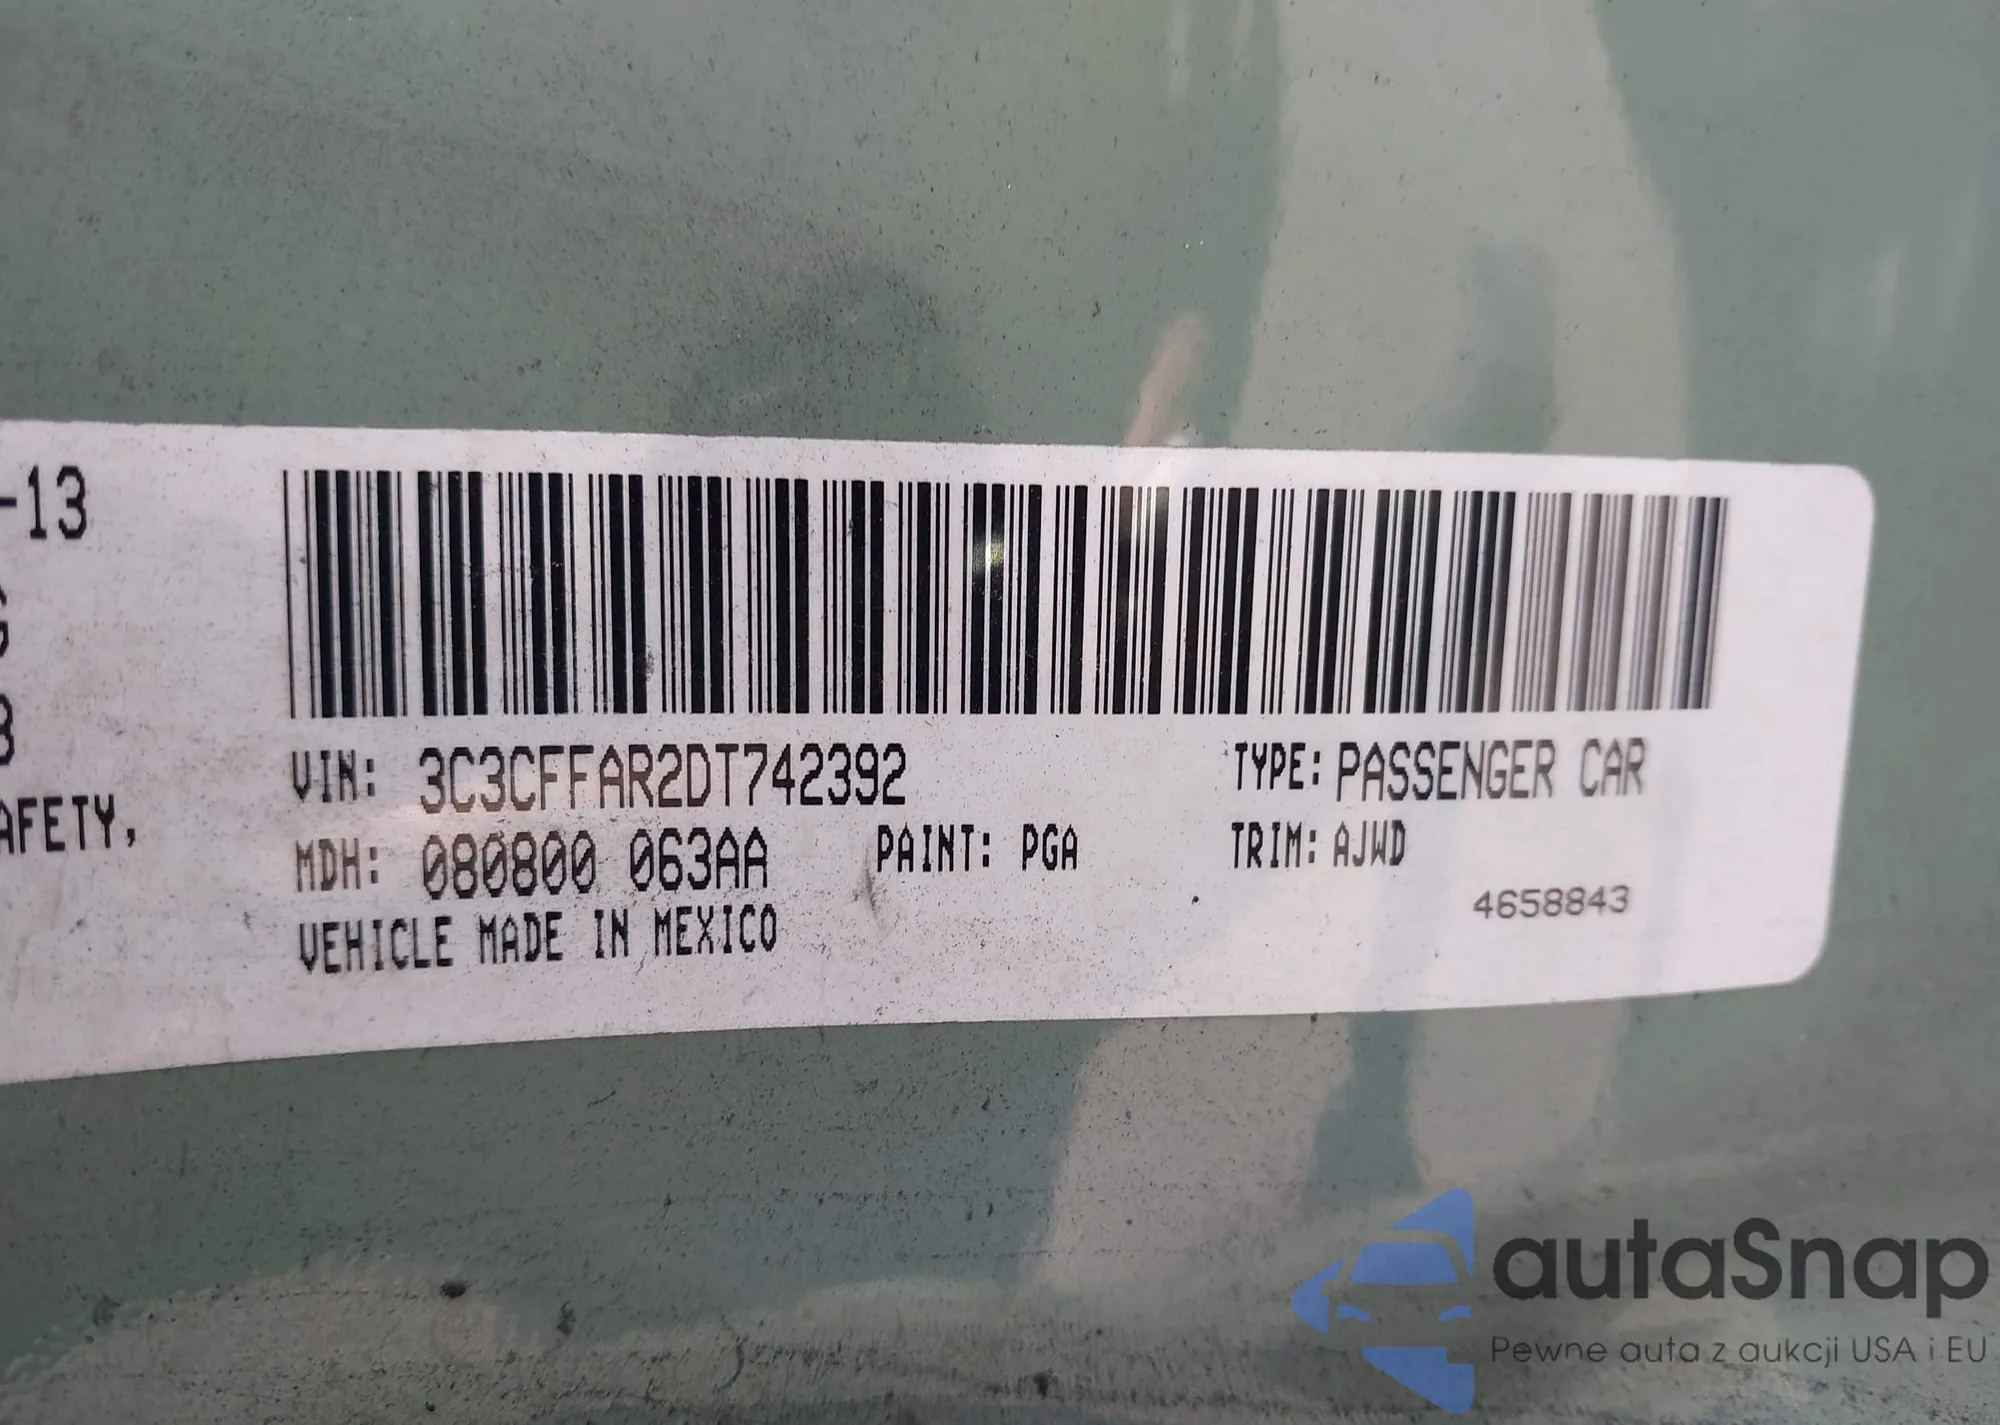 -13
AFETY,
VIN: 3C3CFFAR2DT742392
TYPE: PASSENGER CAR
MDH: 080800 063AA
PAINT: PGA
TRIM: AJWD
4658843
VEHICLE MADE IN MEXICO
autaSnap
Pewne auta z aukcji USA i EU